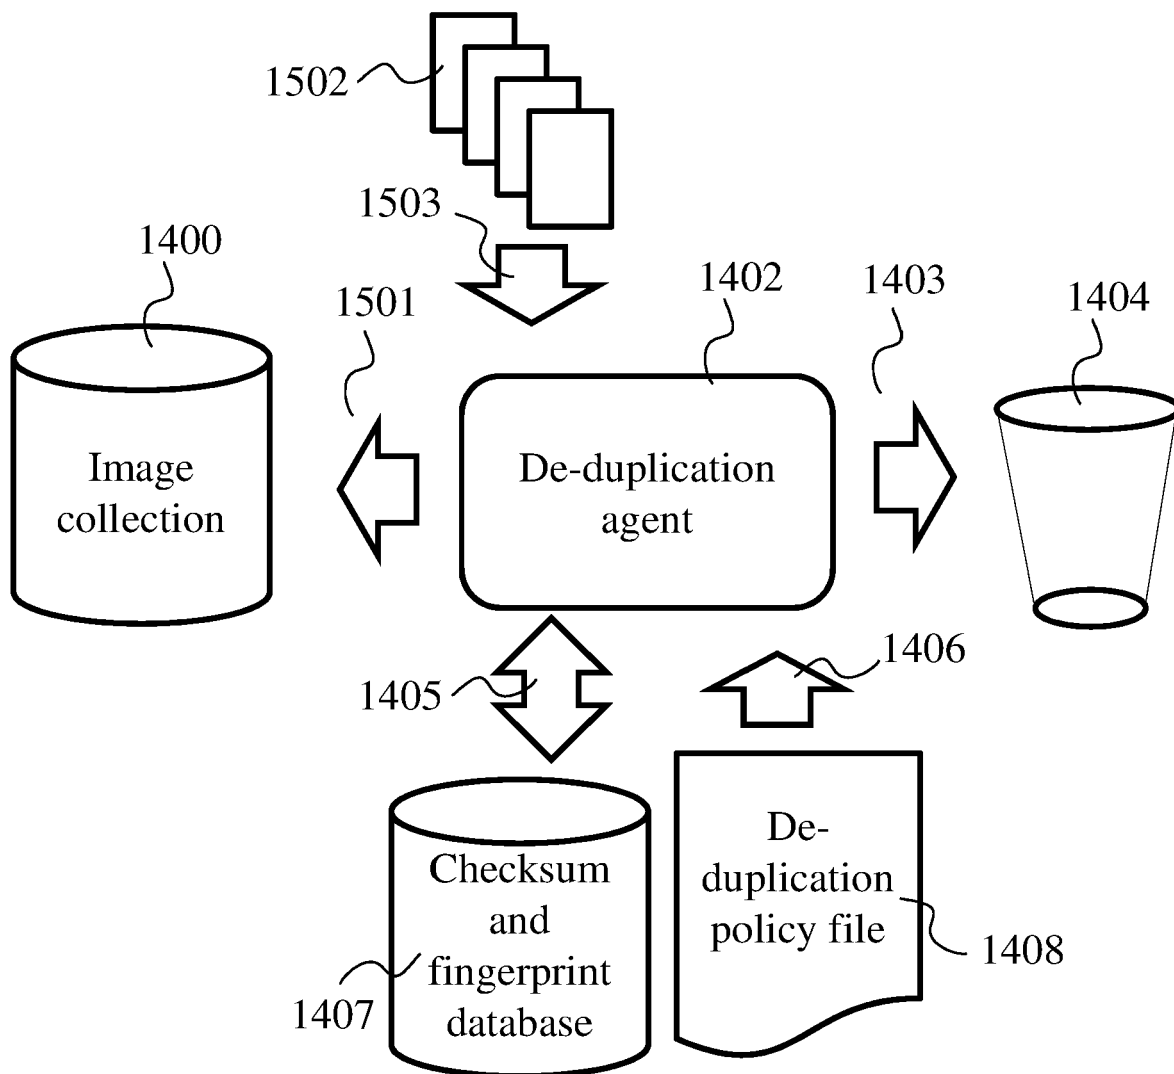 1502
1503
1400
1402
1403
1501
1404
Image
collection
De-duplication
agent
1405
1406
Checksum
and
fingerprint
database
De-
duplication
policy file
1407
1408